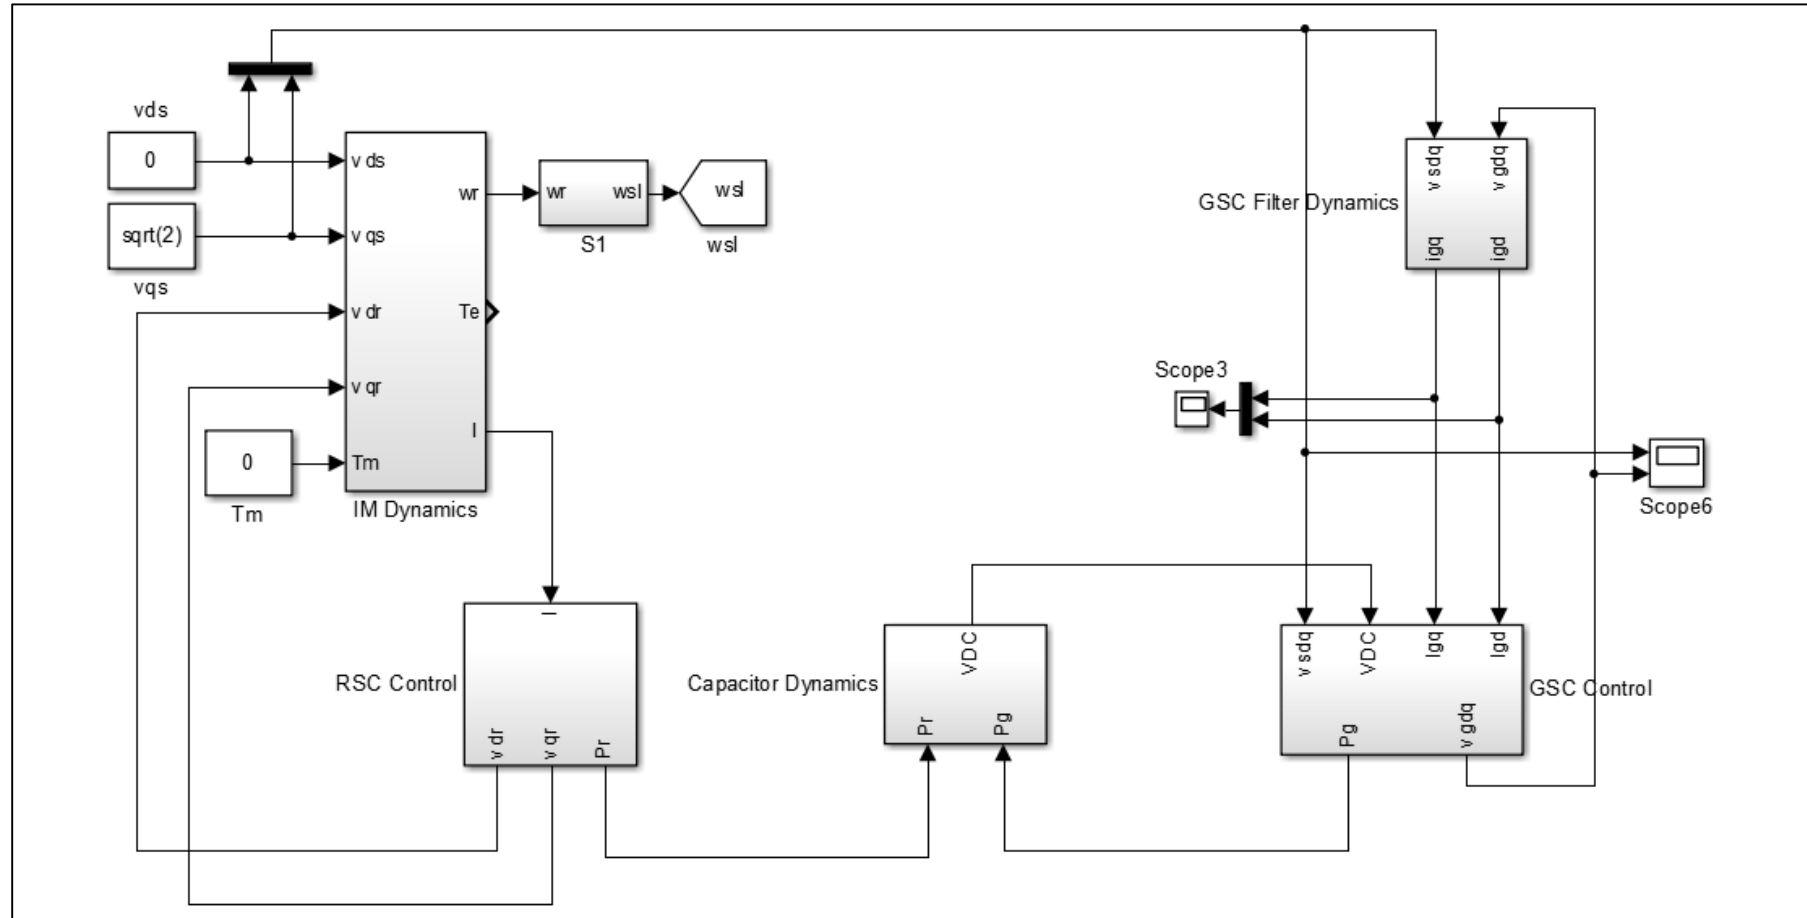 vds
0
sqrt(2)
vqs
v ds
v qs
v dr
v qr
Tm
wr
Te
I
IM Dynamics
0
Tm
wr
wsl
S1
wsl
wsl
v sdq
v gdq
GSC Filter Dynamics
igq
igd
Scope3
Scope6
I
RSC Control
v dr
v qr
Pr
VDC
Capacitor Dynamics
Pr
Pg
v sdq
VDC
Igq
Igd
GSC Control
Pg
v gdq